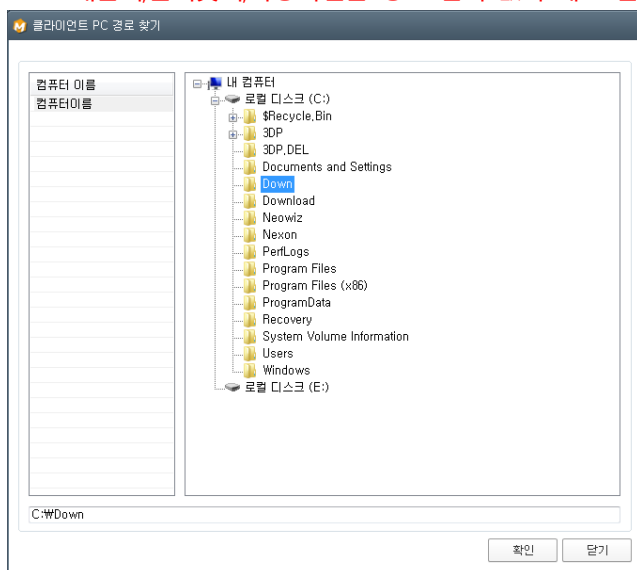 클라이언트 PC 경로 찾기
컴퓨터 이름
컴퓨터이름
내 컴퓨터
로컬 디스크 (C:)
$Recycle.Bin
3DP
3DP.DEL
Documents and Settings
Down
Download
Neowiz
Nexon
PerfLogs
Program Files
Program Files (x86)
ProgramData
Recovery
System Volume Information
Users
Windows
로컬 디스크 (E:)
C:₩Down
확인
닫기